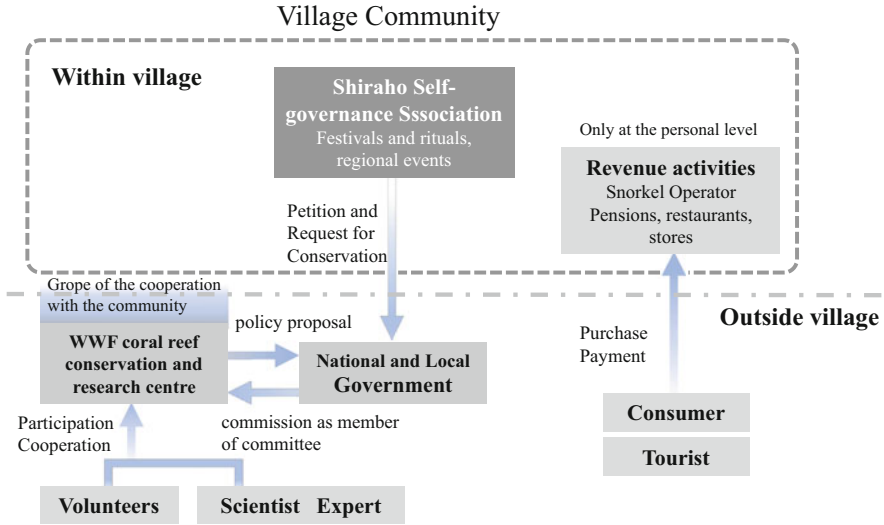 Village Community
Within village
Shiraho Self-
governance Sssociation
Festivals and rituals,
regional events
Only at the personal level
Revenue activities
Snorkel Operator
Pensions, restaurants,
stores
Petition and
Request for
Conservation
Grope of the cooperation
with the community
Outside village
WWF coral reef
conservation and
research centre
policy proposal
National and Local
Government
Purchase
Payment
Participation
Cooperation
commission as member
of committee
Consumer
Tourist
Volunteers
Scientist Expert